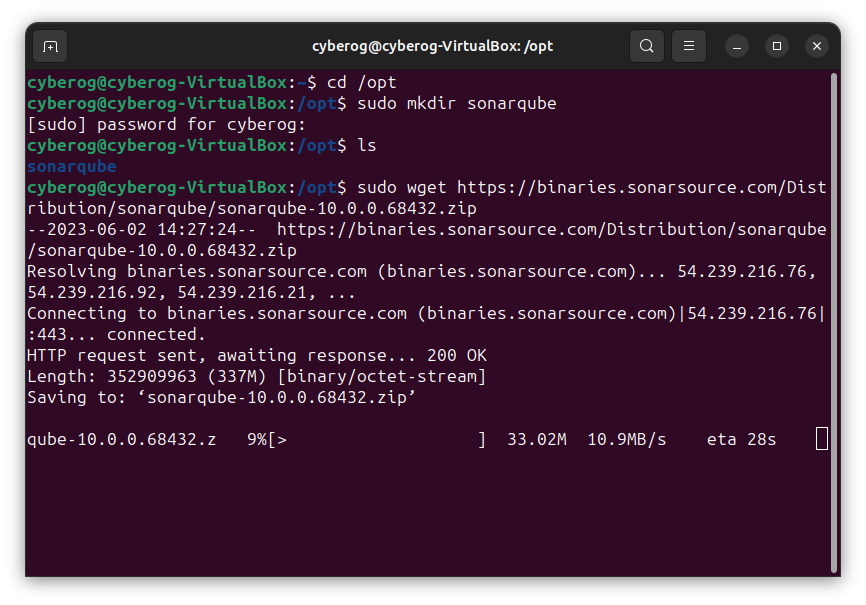 cyberog@cyberog-VirtualBox: /opt
cyberog@cyberog-VirtualBox:~$ cd /opt
cyberog@cyberog-VirtualBox:/opt$ sudo mkdir sonarqube
[sudo] password for cyberog:
cyberog@cyberog-VirtualBox:/opt$ ls
sonarqube
cyberog@cyberog-VirtualBox:/opt$ sudo wget https://binaries.sonarsource.com/Dist
ribution/sonarqube/sonarqube-10.0.0.68432.zip
--2023-06-02 14:27:24--  https://binaries.sonarsource.com/Distribution/sonarqube
/sonarqube-10.0.0.68432.zip
Resolving binaries.sonarsource.com (binaries.sonarsource.com)... 54.239.216.76,
54.239.216.92, 54.239.216.21, ...
Connecting to binaries.sonarsource.com (binaries.sonarsource.com)|54.239.216.76|
:443... connected.
HTTP request sent, awaiting response... 200 OK
Length: 352909963 (337M) [binary/octet-stream]
Saving to: ‘sonarqube-10.0.0.68432.zip’
qube-10.0.0.68432.z   9%[>                   ]  33.02M  10.9MB/s    eta 28s